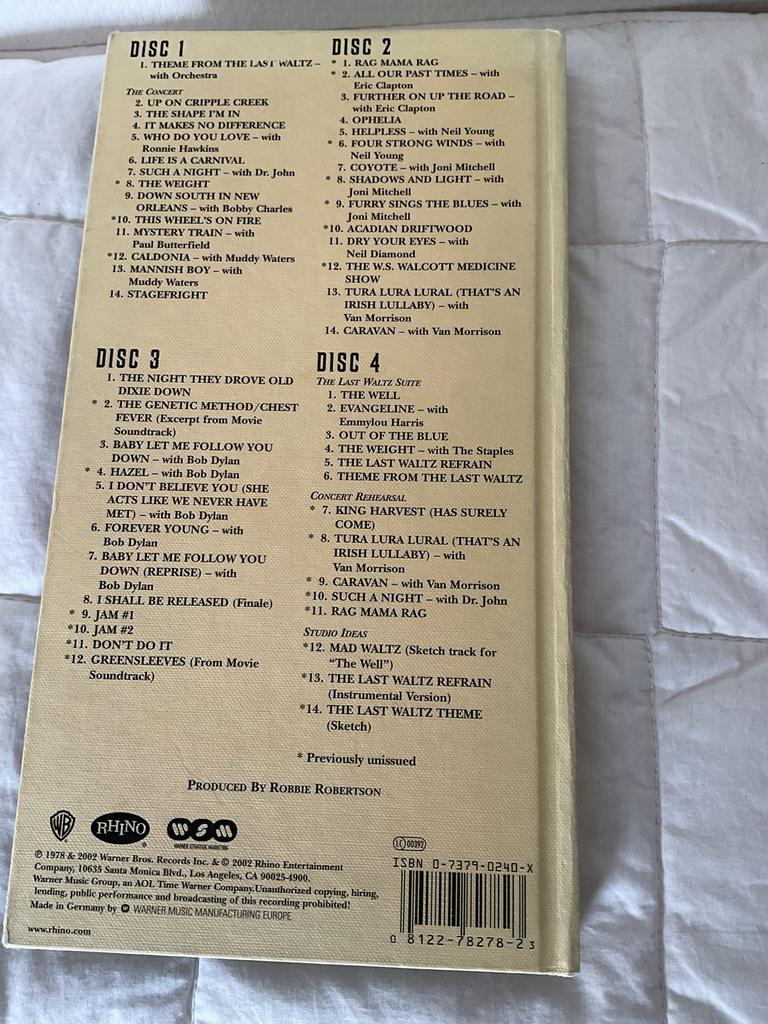 DISC 1
1. THEME FROM THE LAST WALTZ –
with Orchestra
THE CONCERT
2. UP ON CRIPPLE CREEK
3. THE SHAPE I'M IN
4. IT MAKES NO DIFFERENCE
5. WHO DO YOU LOVE – with
Ronnie Hawkins
6. LIFE IS A CARNIVAL
7. SUCH A NIGHT – with Dr. John
* 8. THE WEIGHT
9. DOWN SOUTH IN NEW
ORLEANS – with Bobby Charles
*10. THIS WHEEL'S ON FIRE
11. MYSTERY TRAIN – with
Paul Butterfield
*12. CALDONIA – with Muddy Waters
13. MANNISH BOY – with
Muddy Waters
14. STAGEFRIGHT
DISC 2
* 1. RAG MAMA RAG
* 2. ALL OUR PAST TIMES – with
Eric Clapton
3. FURTHER ON UP THE ROAD –
with Eric Clapton
4. OPHELIA
5. HELPLESS – with Neil Young
* 6. FOUR STRONG WINDS – with
Neil Young
7. COYOTE – with Joni Mitchell
* 8. SHADOWS AND LIGHT – with
Joni Mitchell
* 9. FURRY SINGS THE BLUES – with
Joni Mitchell
*10. ACADIAN DRIFTWOOD
11. DRY YOUR EYES – with
Neil Diamond
*12. THE W.S. WALCOTT MEDICINE
SHOW
13. TURA LURA LURAL (THAT'S AN
IRISH LULLABY) – with
Van Morrison
14. CARAVAN – with Van Morrison
DISC 3
1. THE NIGHT THEY DROVE OLD
DIXIE DOWN
* 2. THE GENETIC METHOD/CHEST
FEVER (Excerpt from Movie
Soundtrack)
3. BABY LET ME FOLLOW YOU
DOWN – with Bob Dylan
* 4. HAZEL – with Bob Dylan
5. I DON'T BELIEVE YOU (SHE
ACTS LIKE WE NEVER HAVE
MET) – with Bob Dylan
6. FOREVER YOUNG – with
Bob Dylan
7. BABY LET ME FOLLOW YOU
DOWN (REPRISE) – with
Bob Dylan
8. I SHALL BE RELEASED (Finale)
* 9. JAM #1
*10. JAM #2
*11. DON'T DO IT
*12. GREENSLEEVES (From Movie
Soundtrack)
DISC 4
THE LAST WALTZ SUITE
1. THE WELL
2. EVANGELINE – with
Emmylou Harris
3. OUT OF THE BLUE
4. THE WEIGHT – with The Staples
5. THE LAST WALTZ REFRAIN
6. THEME FROM THE LAST WALTZ
CONCERT REHEARSAL
* 7. KING HARVEST (HAS SURELY
COME)
* 8. TURA LURA LURAL (THAT'S AN
IRISH LULLABY) – with
Van Morrison
* 9. CARAVAN – with Van Morrison
*10. SUCH A NIGHT – with Dr. John
*11. RAG MAMA RAG
STUDIO IDEAS
*12. MAD WALTZ (Sketch track for
"The Well")
*13. THE LAST WALTZ REFRAIN
(Instrumental Version)
*14. THE LAST WALTZ THEME
(Sketch)
* Previously unissued
PRODUCED BY ROBBIE ROBERTSON
WB
RHINO
WSM
WARNER STRATEGIC MARKETING
LC 00392
℗ 1978 & 2002 Warner Bros. Records Inc. & © 2002 Rhino Entertainment
Company, 10635 Santa Monica Blvd., Los Angeles, CA 90025-4900.
Warner Music Group, an AOL Time Warner Company.Unauthorized copying, hiring,
lending, public performance and broadcasting of this recording prohibited!
Made in Germany by WARNER MUSIC MANUFACTURING EUROPE
www.rhino.com
ISBN 0-7379-0240-X
0 8122-78278-2 3